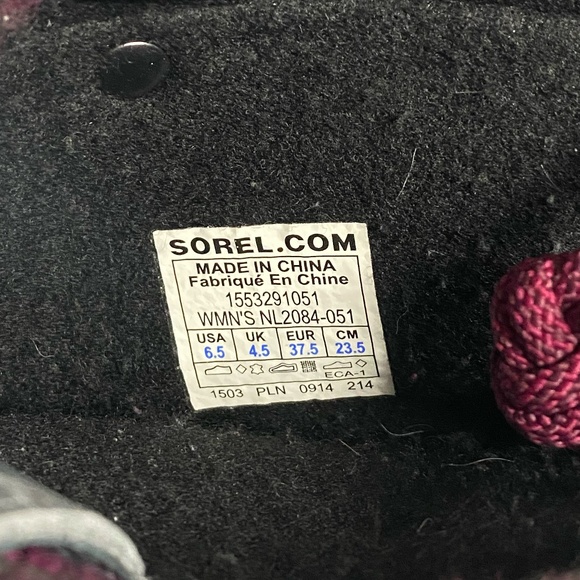 SOREL.COM
MADE IN CHINA
Fabriqué En Chine
1553291051
WMN'S NL2084-051
USA UK EUR CM
6.5 4.5 37.5 23.5
ECA-1
1503 PLN 0914 214